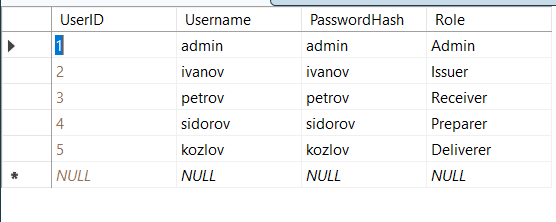 UserID Username PasswordHash Role
1 admin admin Admin
2 ivanov ivanov Issuer
3 petrov petrov Receiver
4 sidorov sidorov Preparer
5 kozlov kozlov Deliverer
* NULL NULL NULL NULL